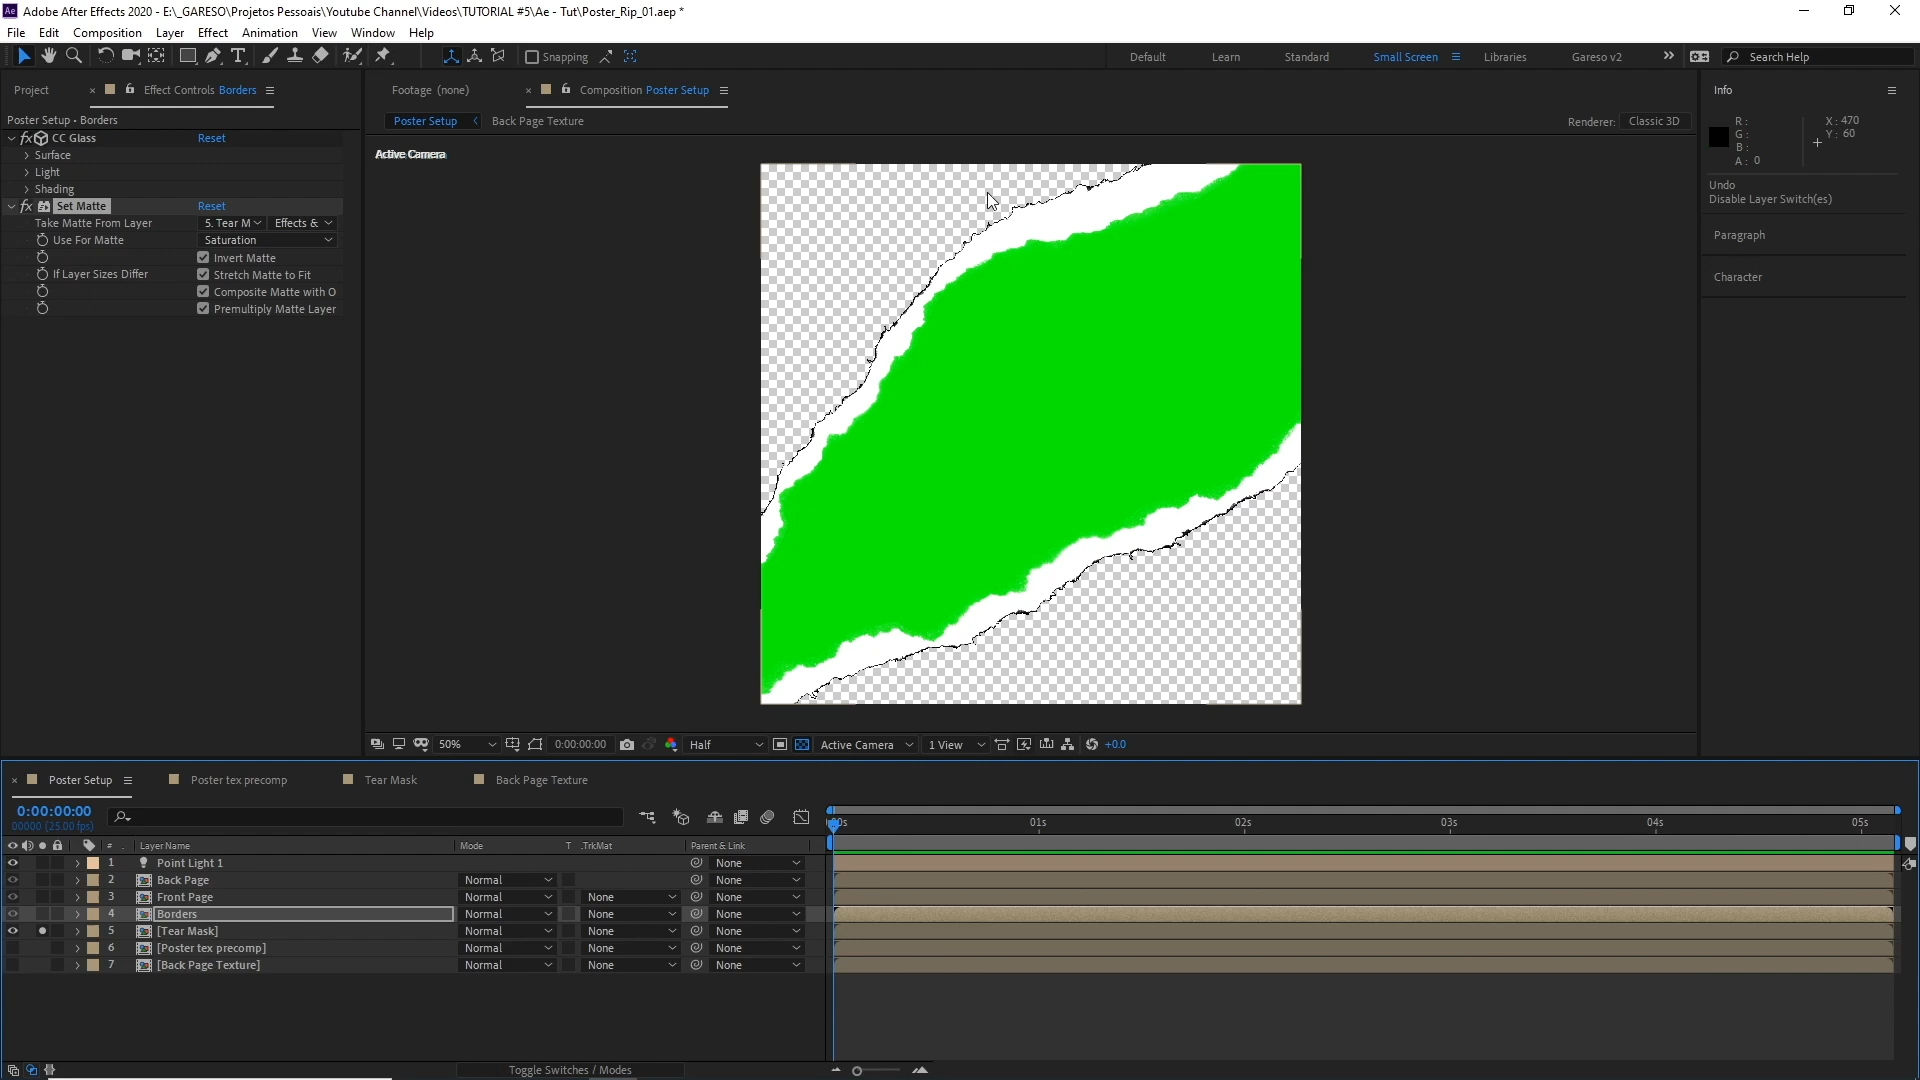 Adobe After Effects 2020 - E:\_GARESO\Projetos Pessoais\Youtube Channel\Videos\TUTORIAL #5\Ae - Tut\Poster_Rip_01.aep *
File Edit Composition Layer Effect Animation View Window Help
Snapping Default Learn Standard Small Screen Libraries Gareso v2 Search Help
Project Effect Controls Borders Footage (none) Composition Poster Setup Info
Poster Setup • Borders Poster Setup Back Page Texture Renderer: Classic 3D
Active Camera
CC Glass Reset
Surface
Light
Shading
Set Matte Reset
Take Matte From Layer 5. Tear M Effects &
Use For Matte Saturation
Invert Matte
If Layer Sizes Differ Stretch Matte to Fit
Composite Matte with O
Premultiply Matte Layer
R: X: 470
G: Y: 60
B:
A: 0
Undo
Disable Layer Switch(es)
Paragraph
Character
50% 0:00:00:00 Half Active Camera 1 View +0.0
Poster Setup Poster tex precomp Tear Mask Back Page Texture
0:00:00:00
00000 (25.00 fps)
01s 02s 03s 04s 05s
# Layer Name Mode T .TrkMat Parent & Link
1 Point Light 1 None
2 Back Page Normal None
3 Front Page Normal None None
4 Borders Normal None None
5 [Tear Mask] Normal None None
6 [Poster tex precomp] Normal None None
7 [Back Page Texture] Normal None None
Toggle Switches / Modes